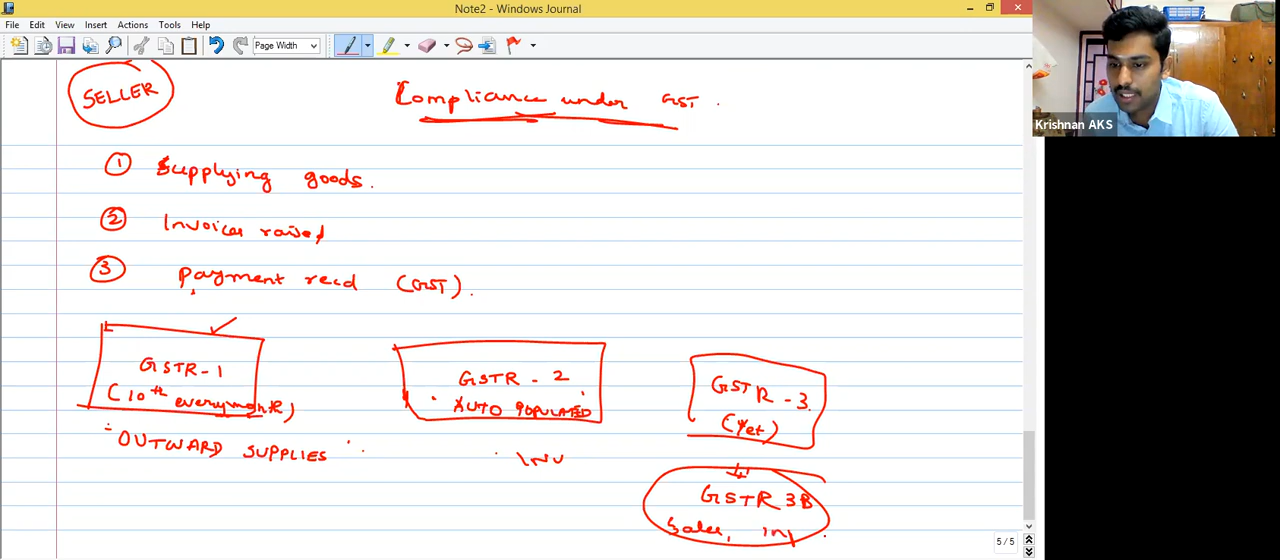 Note2 - Windows Journal
File Edit View Insert Actions Tools Help
Page Width
SELLER
Compliance under GST.
Krishnan AKS
① Supplying goods.
② Invoices raised
③ Payment recd (GST).
GSTR-1
(10th every month)
OUTWARD SUPPLIES
GSTR - 2
AUTO POPULATED
INV
GSTR - 3
(Yet)
GSTR 3B
Sales, inp
5 / 5